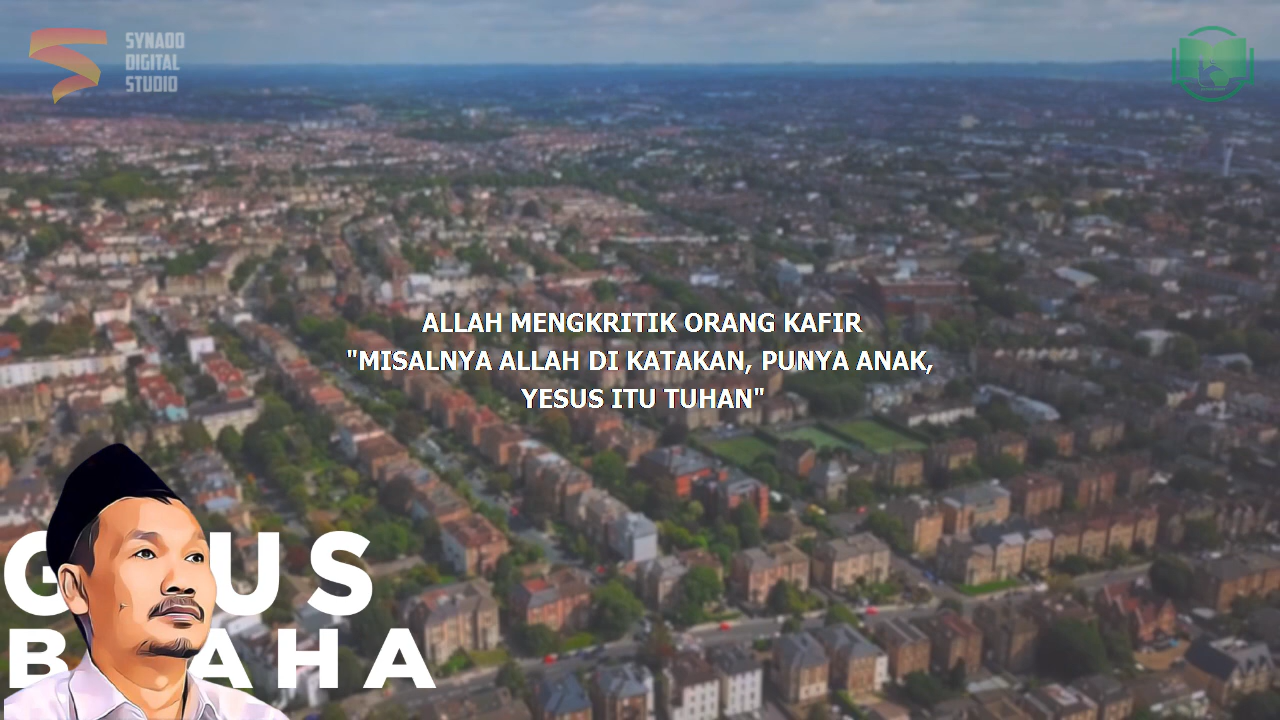 SYNADO
DIGITAL
STUDIO
ALLAH MENGKRITIK ORANG KAFIR
"MISALNYA ALLAH DI KATAKAN, PUNYA ANAK,
YESUS ITU TUHAN"
GUS
BAHA